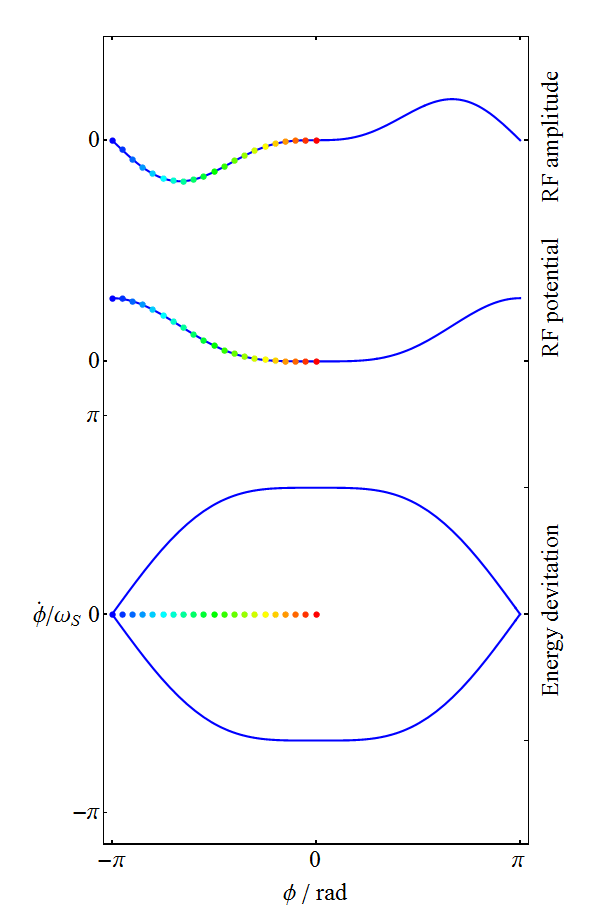 0
RF amplitude
RF potential
0
π
Energy devitation
ϕ̇/ω_S 0
−π
−π 0 π
ϕ / rad